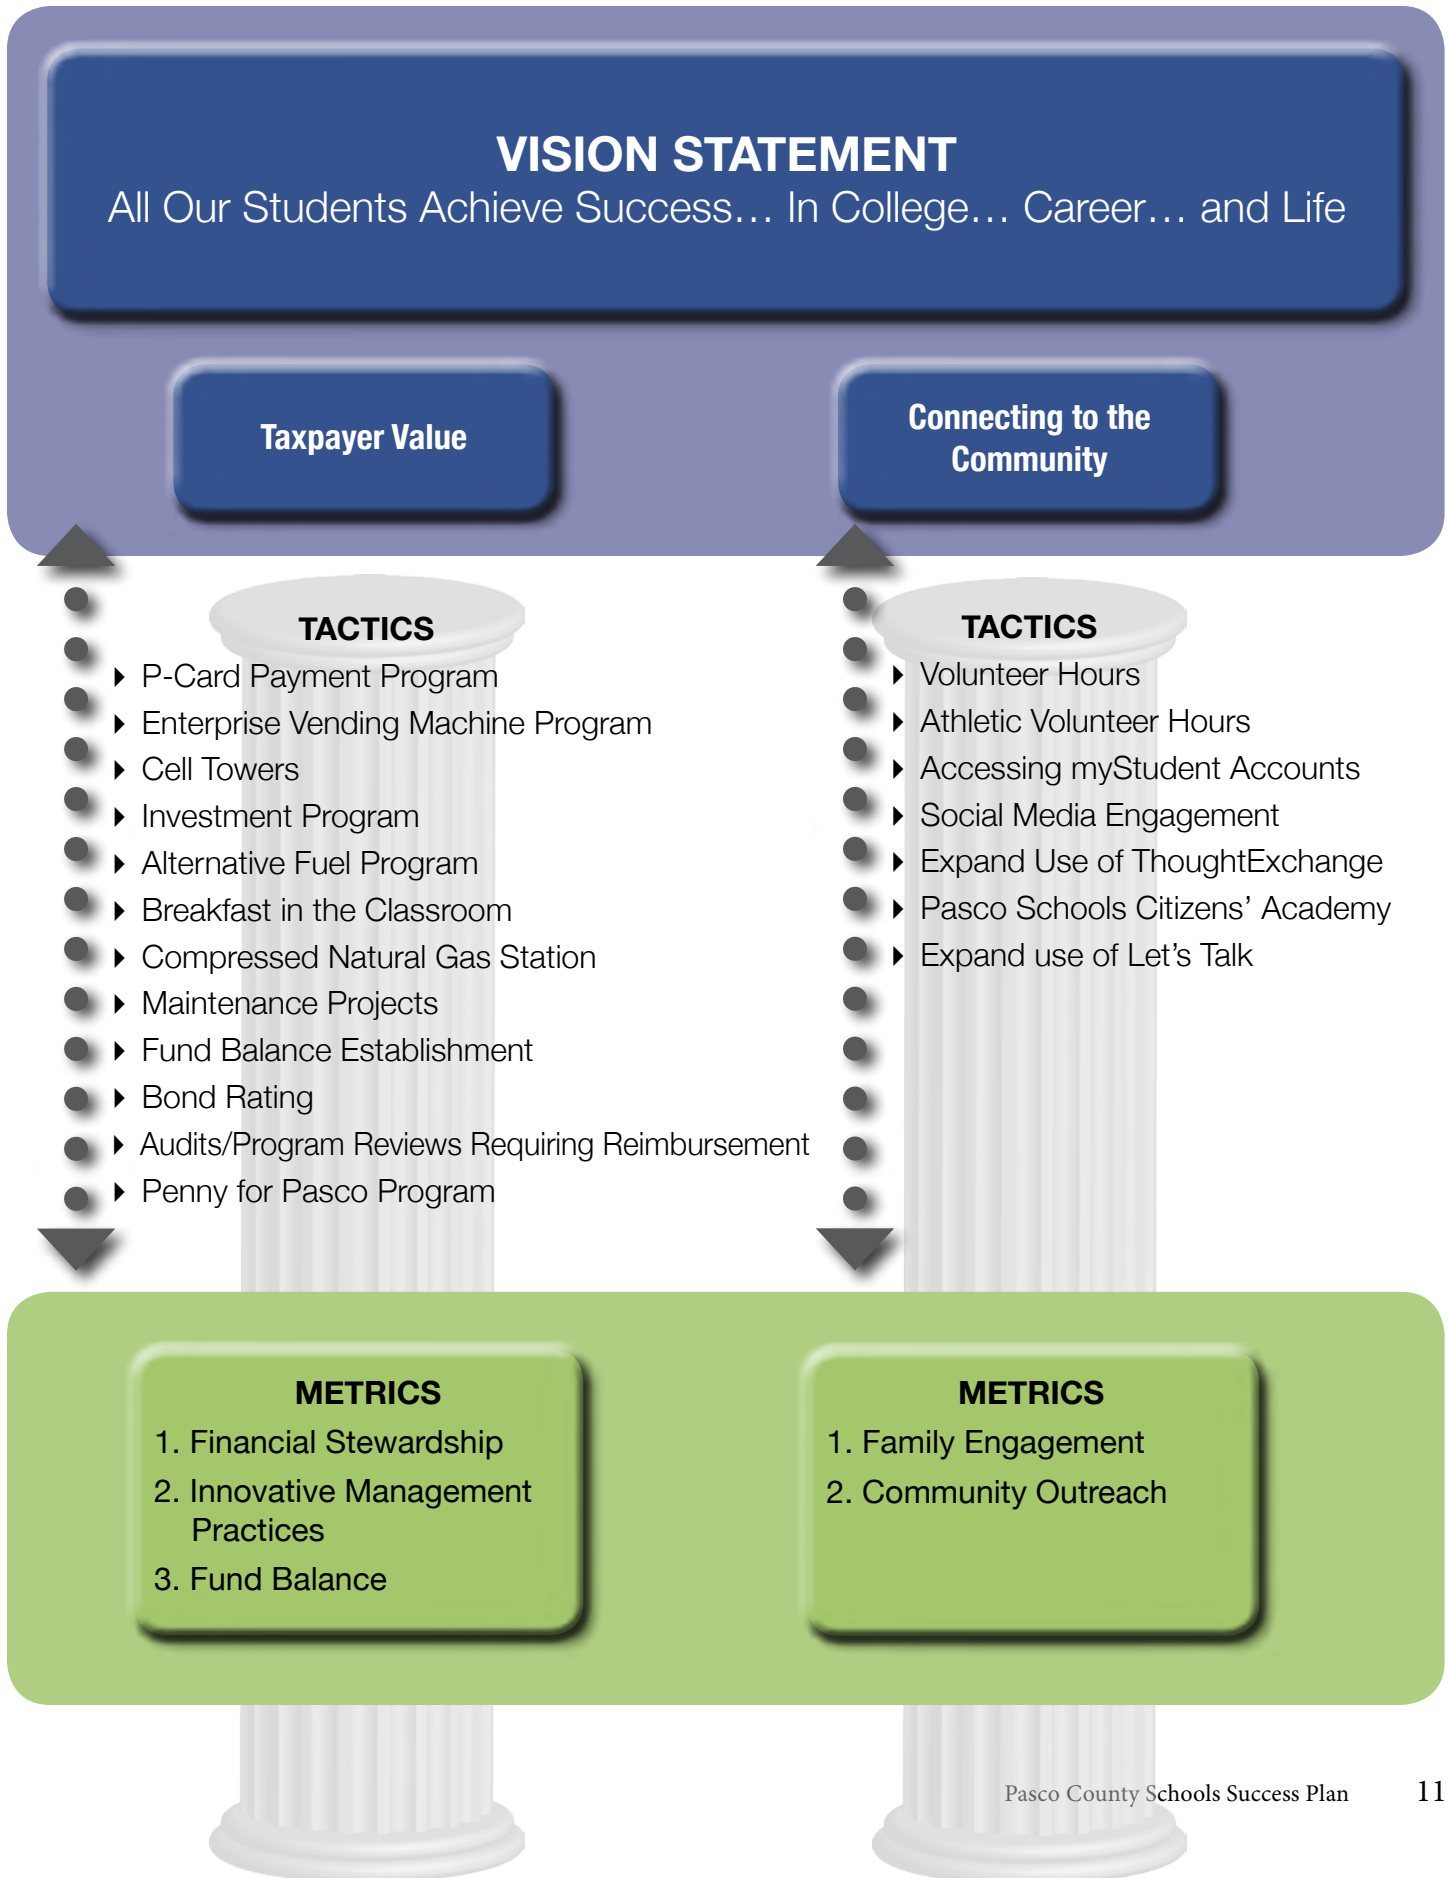 VISION STATEMENT
All Our Students Achieve Success… In College… Career… and Life
Taxpayer Value
Connecting to the
Community
TACTICS
P-Card Payment Program
Enterprise Vending Machine Program
Cell Towers
Investment Program
Alternative Fuel Program
Breakfast in the Classroom
Compressed Natural Gas Station
Maintenance Projects
Fund Balance Establishment
Bond Rating
Audits/Program Reviews Requiring Reimbursement
Penny for Pasco Program
TACTICS
Volunteer Hours
Athletic Volunteer Hours
Accessing myStudent Accounts
Social Media Engagement
Expand Use of ThoughtExchange
Pasco Schools Citizens’ Academy
Expand use of Let’s Talk
METRICS
1. Financial Stewardship
2. Innovative Management
Practices
3. Fund Balance
METRICS
1. Family Engagement
2. Community Outreach
Pasco County Schools Success Plan 11